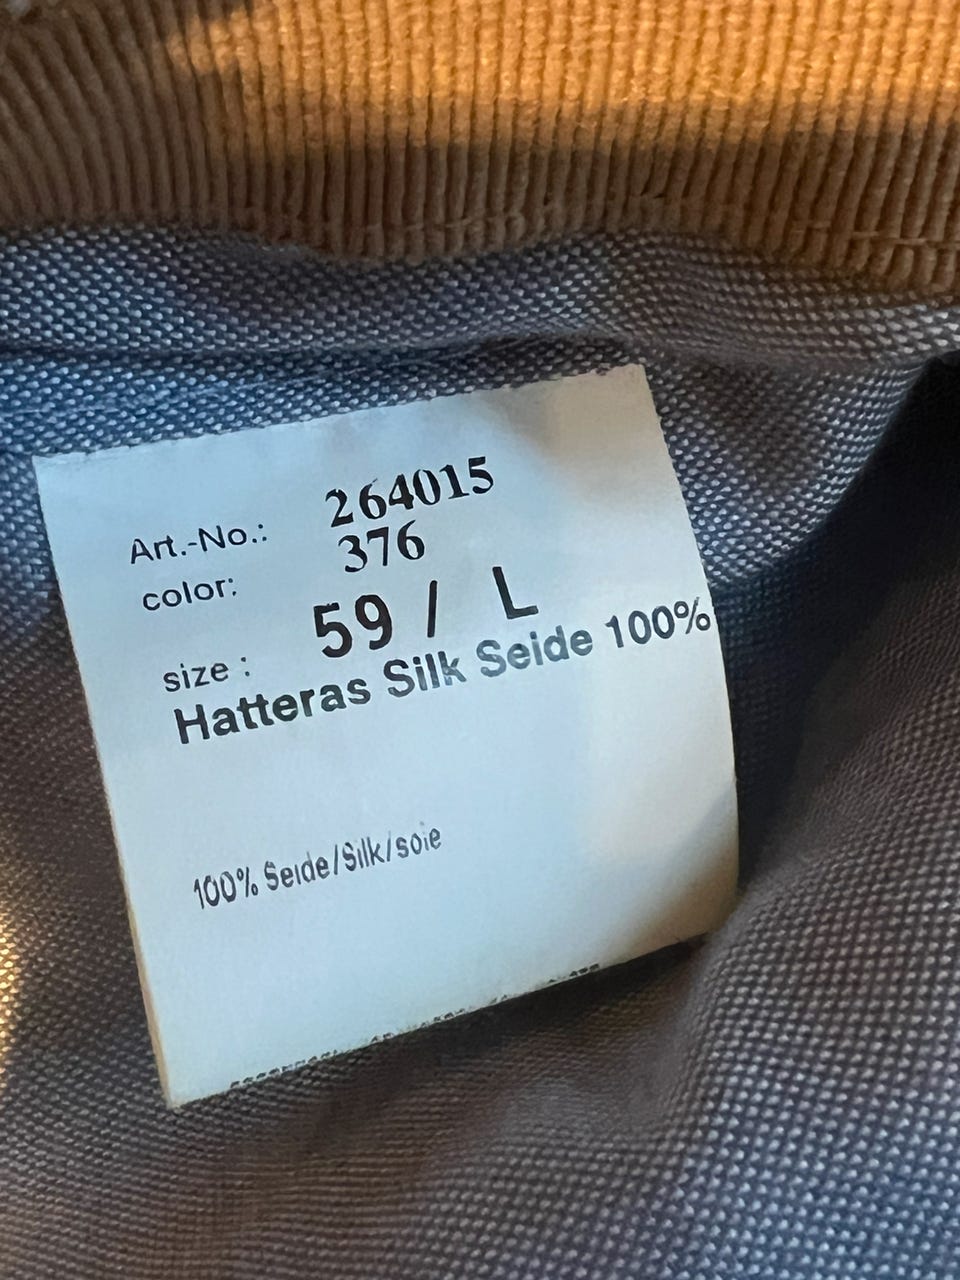 Art.-No.: 264015
color: 376
size : 59 / L
Hatteras Silk Seide 100%
100% Seide/Silk/soie